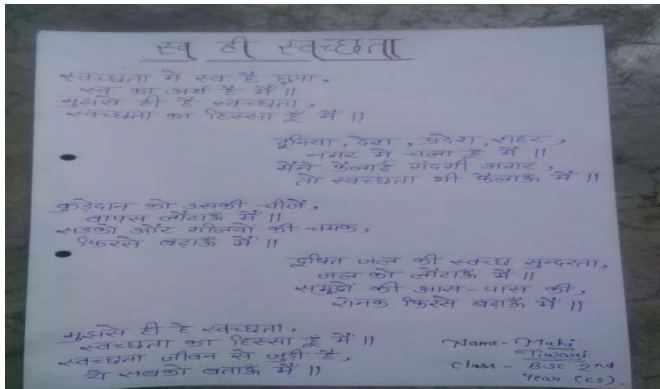 स्व ही स्वच्छता
स्वच्छता मे स्व है छुपा,
स्व का अर्थ है मैं ||
मुझसे ही है स्वच्छता,
स्वच्छता का हिस्सा हूँ मैं ||
दुनिया, देश, प्रदेश, शहर,
नगर मे चला हूँ मैं ||
मैंने फैलाई गंदगी अगर,
तो स्वच्छता भी फैलाऊँ मैं ||
कूड़ेदान को उसकी चीजें,
वापस लौटाऊँ मैं ||
सड़को और गलियो की चमक,
फिरसे बढ़ाऊँ मैं ||
दूषित जल की स्वच्छ सुन्दरता,
जल को लौटाऊँ मैं ||
समुद्रो की आस-पास की,
रौनक फिरसे बढ़ाऊँ मैं ||
मुझसे ही है स्वच्छता,
स्वच्छता का हिस्सा हूँ मैं ||
स्वच्छता जीवन से जुड़ी है,
ये सबको बताऊँ मैं ||
Name - Mahi
Tiwari
Class - B.SC 2nd
Year (CS).